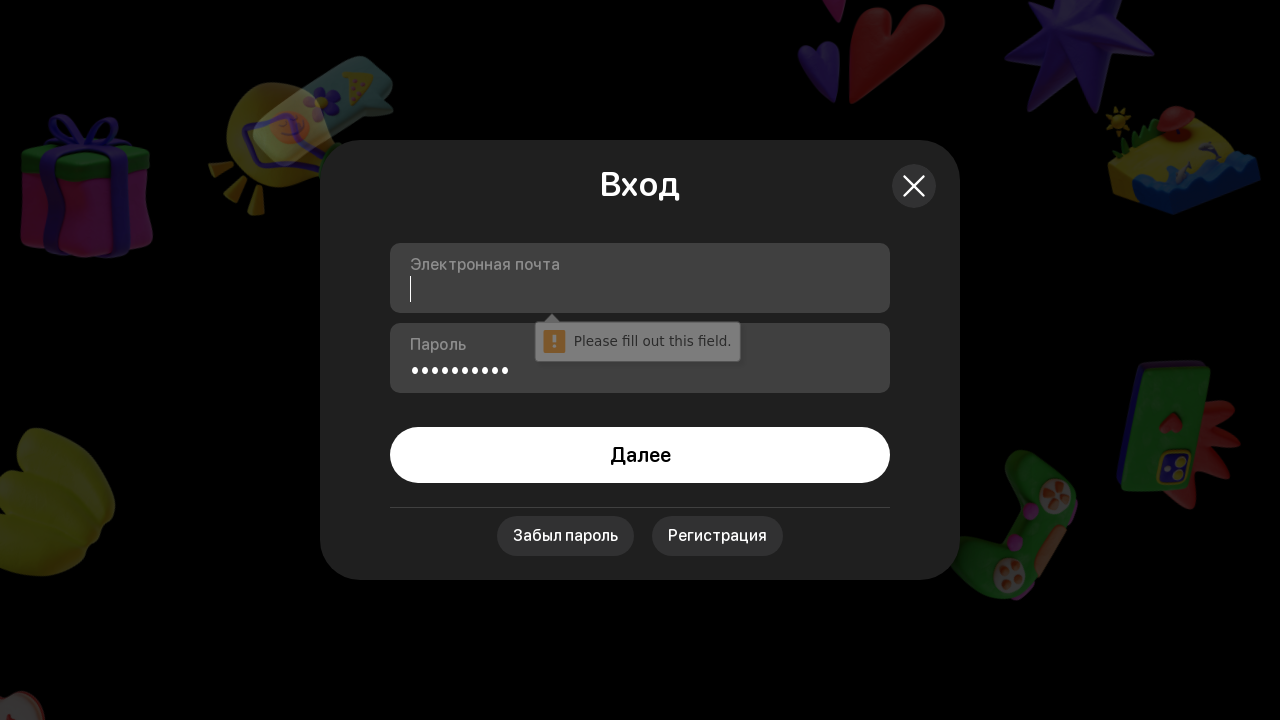 Вход
Электронная почта
Please fill out this field.
Пароль
••••••••••
Далее
Забыл пароль
Регистрация